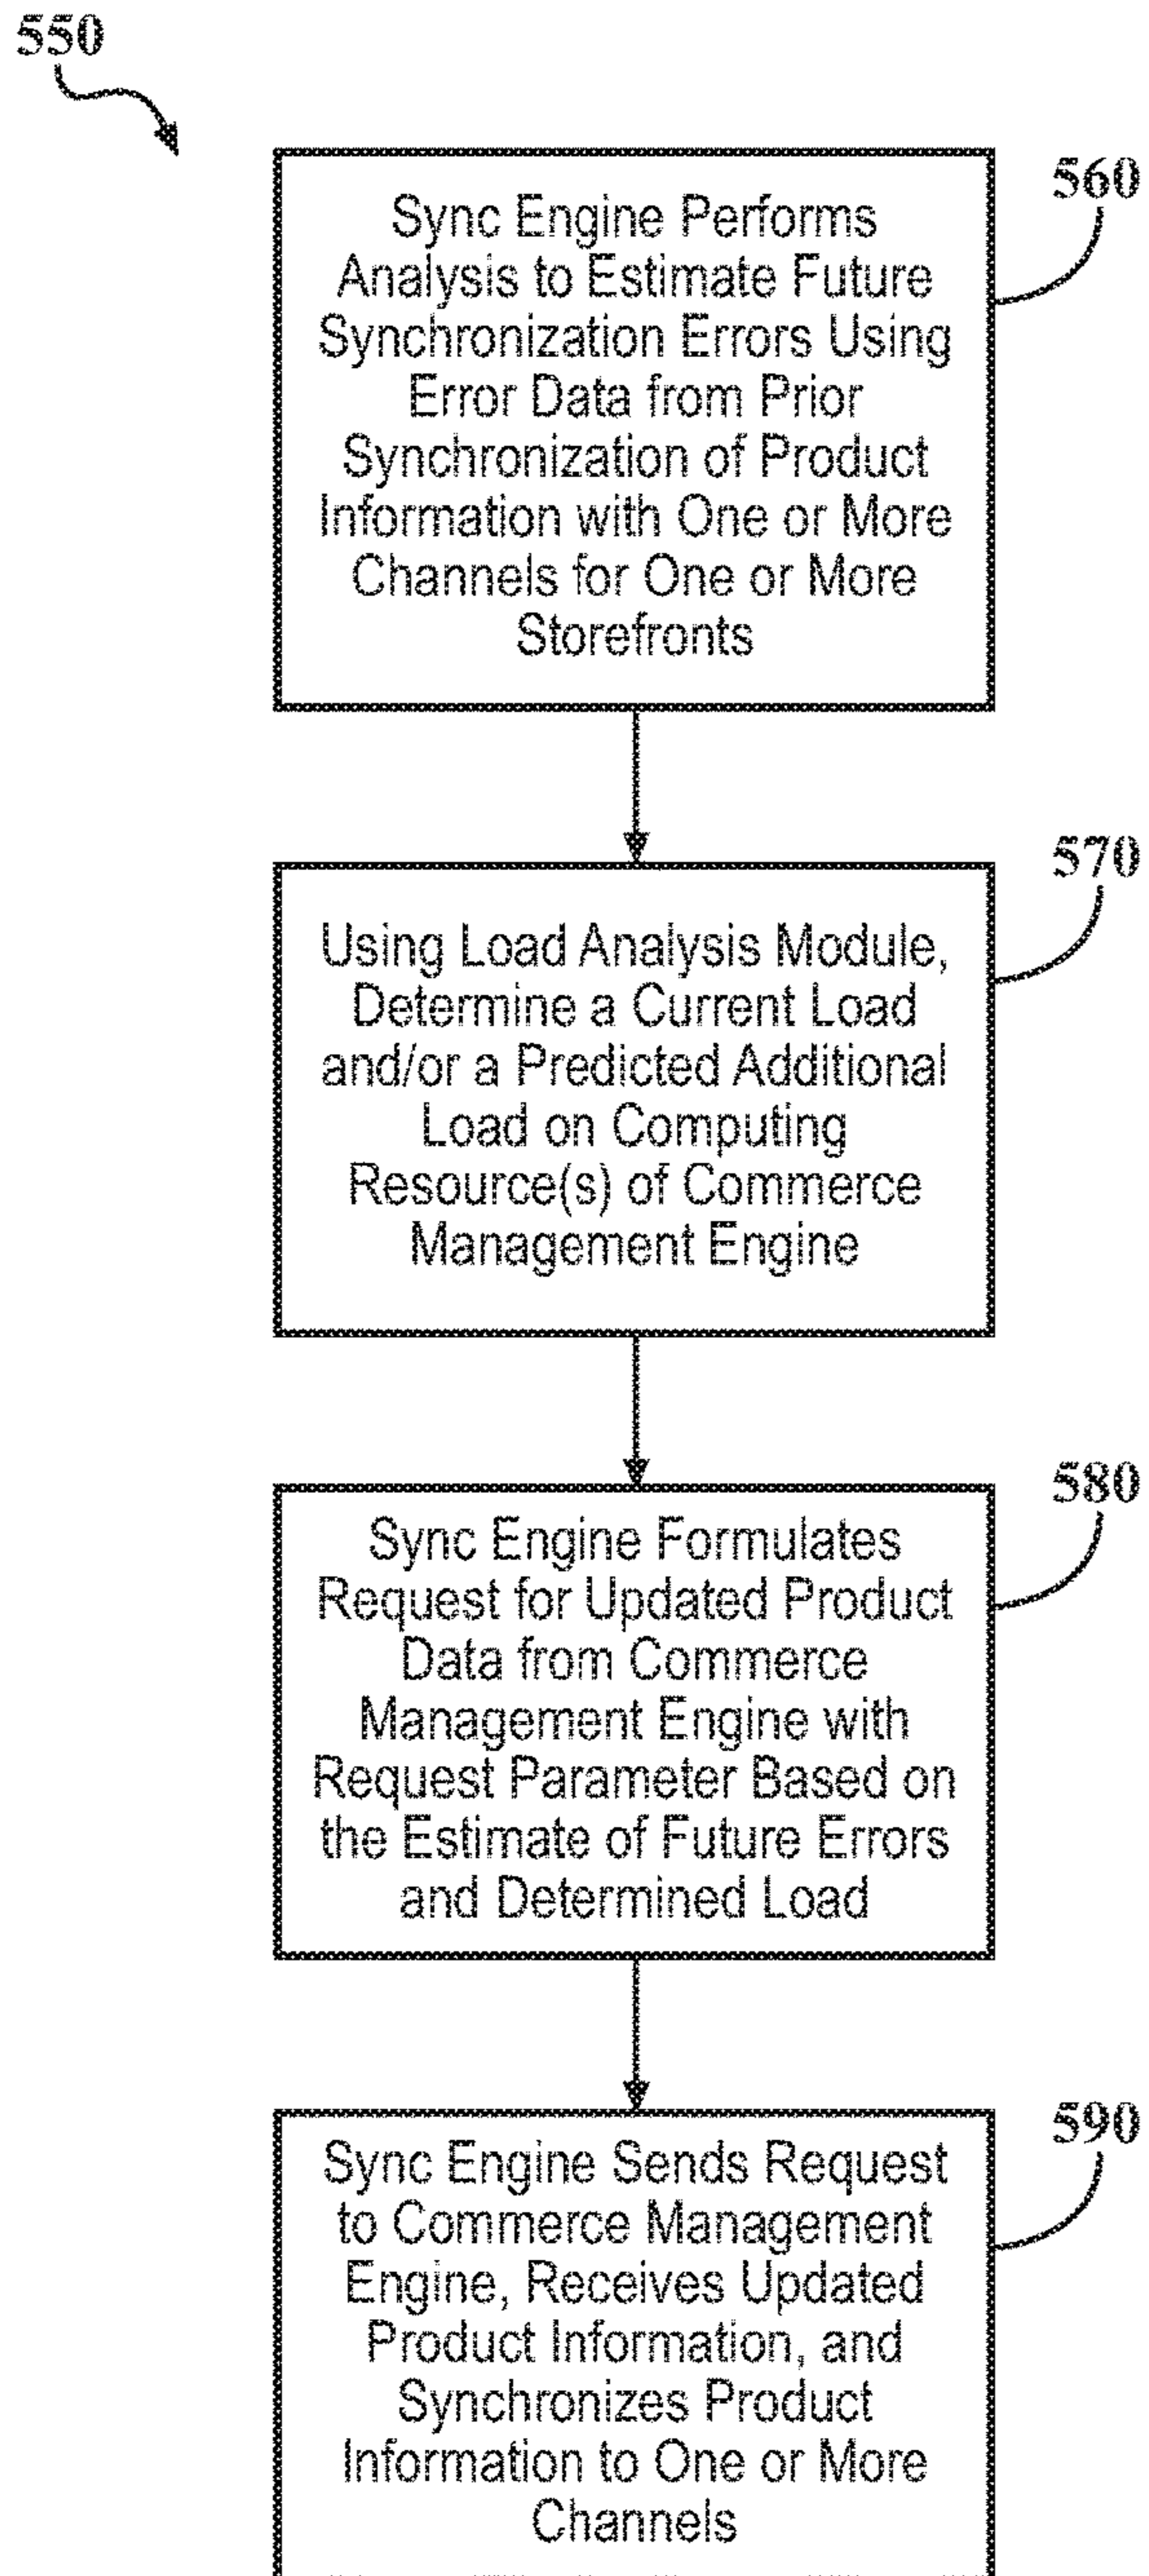 550
560
Sync Engine Performs
Analysis to Estimate Future
Synchronization Errors Using
Error Data from Prior
Synchronization of Product
Information with One or More
Channels for One or More
Storefronts
570
Using Load Analysis Module,
Determine a Current Load
and/or a Predicted Additional
Load on Computing
Resource(s) of Commerce
Management Engine
580
Sync Engine Formulates
Request for Updated Product
Data from Commerce
Management Engine with
Request Parameter Based on
the Estimate of Future Errors
and Determined Load
590
Sync Engine Sends Request
to Commerce Management
Engine, Receives Updated
Product Information, and
Synchronizes Product
Information to One or More
Channels